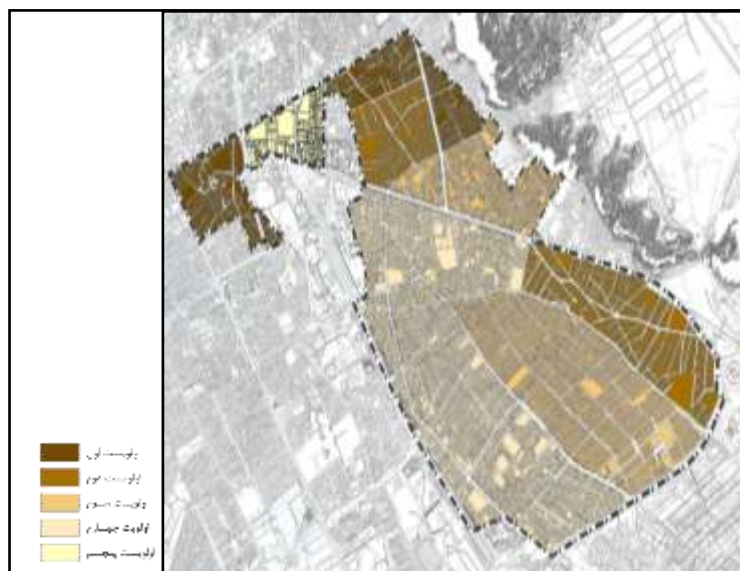 اولویت اول
اولویت دوم
اولویت سوم
اولویت چهارم
اولویت پنجم